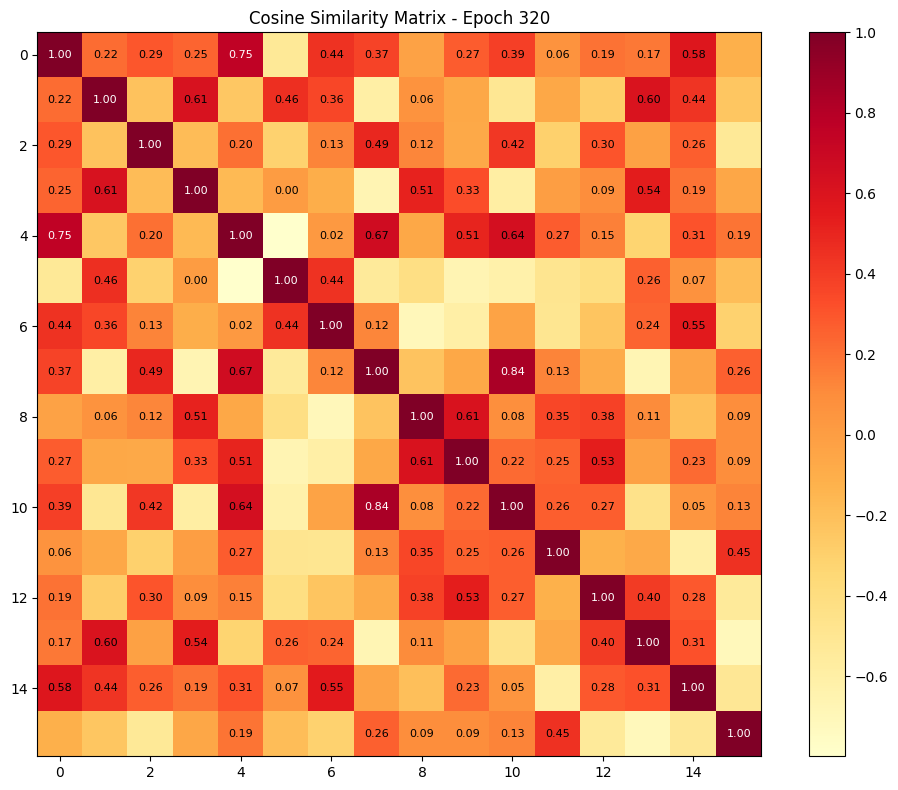 Cosine Similarity Matrix - Epoch 320
0 1.00 0.22 0.29 0.25 0.75 0.44 0.37 0.27 0.39 0.06 0.19 0.17 0.58
0.22 1.00 0.61 0.46 0.36 0.06 0.60 0.44
2 0.29 1.00 0.20 0.13 0.49 0.12 0.42 0.30 0.26
0.25 0.61 1.00 0.00 0.51 0.33 0.09 0.54 0.19
4 0.75 0.20 1.00 0.02 0.67 0.51 0.64 0.27 0.15 0.31 0.19
0.46 0.00 1.00 0.44 0.26 0.07
6 0.44 0.36 0.13 0.02 0.44 1.00 0.12 0.24 0.55
0.37 0.49 0.67 0.12 1.00 0.84 0.13 0.26
8 0.06 0.12 0.51 1.00 0.61 0.08 0.35 0.38 0.11 0.09
0.27 0.33 0.51 0.61 1.00 0.22 0.25 0.53 0.23 0.09
10 0.39 0.42 0.64 0.84 0.08 0.22 1.00 0.26 0.27 0.05 0.13
0.06 0.27 0.13 0.35 0.25 0.26 1.00 0.45
12 0.19 0.30 0.09 0.15 0.38 0.53 0.27 1.00 0.40 0.28
0.17 0.60 0.54 0.26 0.24 0.11 0.40 1.00 0.31
14 0.58 0.44 0.26 0.19 0.31 0.07 0.55 0.23 0.05 0.28 0.31 1.00
0.19 0.26 0.09 0.09 0.13 0.45 1.00
0 2 4 6 8 10 12 14
1.0
0.8
0.6
0.4
0.2
0.0
−0.2
−0.4
−0.6